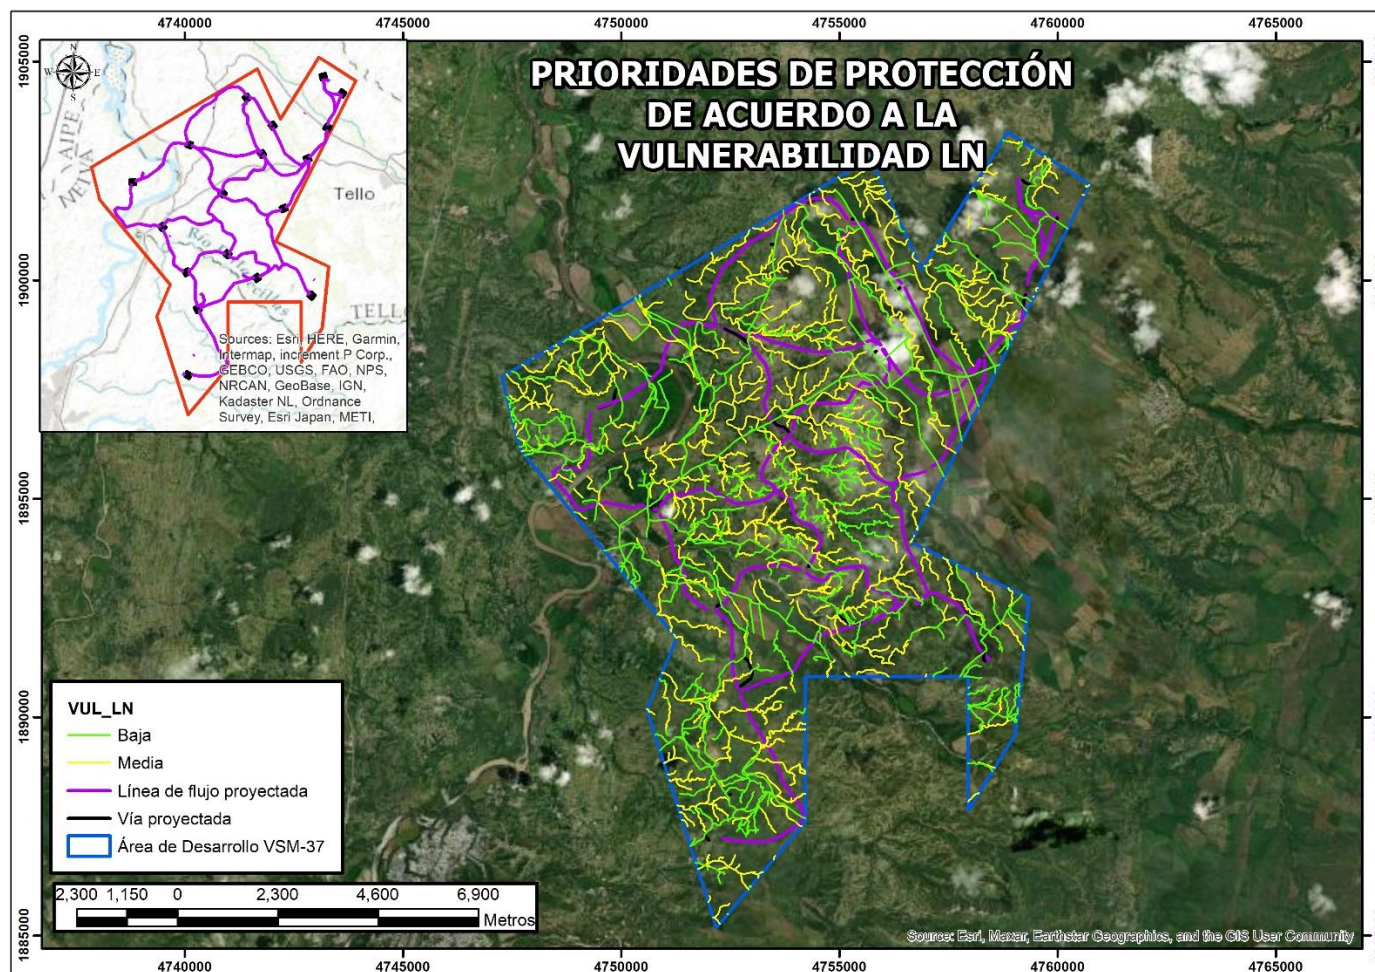 4740000 4745000 4750000 4755000 4760000 4765000
PRIORIDADES DE PROTECCIÓN
DE ACUERDO A LA
VULNERABILIDAD LN
N
W E
S
AIPE
NEIVA
Tello
TELLO
Sources: Esri, HERE, Garmin,
Intermap, increment P Corp.,
GEBCO, USGS, FAO, NPS,
NRCAN, GeoBase, IGN,
Kadaster NL, Ordnance
Survey, Esri Japan, METI,
1905000
1900000
1895000
1890000
1885000
VUL_LN
Baja
Media
Línea de flujo proyectada
Vía proyectada
Área de Desarrollo VSM-37
2,300 1,150 0 2,300 4,600 6,900
Metros
Source: Esri, Maxar, Earthstar Geographics, and the GIS User Community
4740000 4745000 4750000 4755000 4760000 4765000